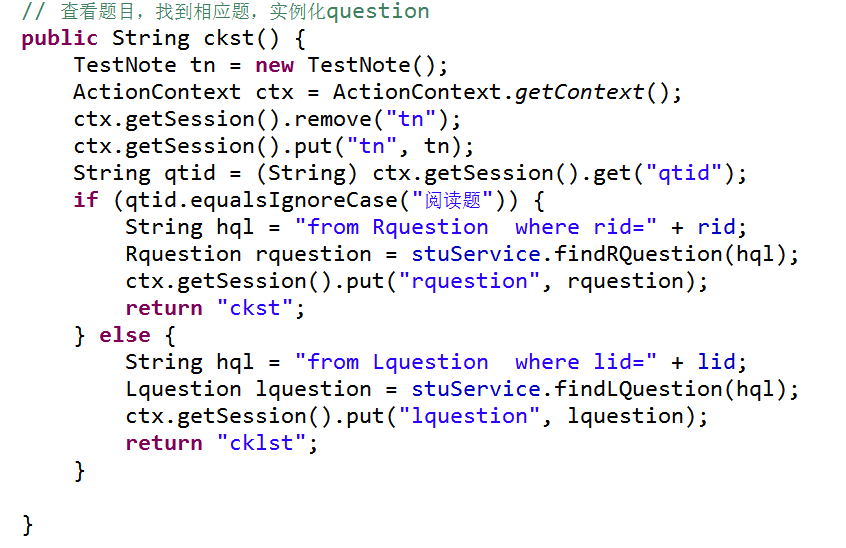 // 查看题目，找到相应题，实例化question
public String ckst() {
    TestNote tn = new TestNote();
    ActionContext ctx = ActionContext.getContext();
    ctx.getSession().remove("tn");
    ctx.getSession().put("tn", tn);
    String qtid = (String) ctx.getSession().get("qtid");
    if (qtid.equalsIgnoreCase("阅读题")) {
        String hql = "from Rquestion  where rid=" + rid;
        Rquestion rquestion = stuService.findRQuestion(hql);
        ctx.getSession().put("rquestion", rquestion);
        return "ckst";
    } else {
        String hql = "from Lquestion  where lid=" + lid;
        Lquestion lquestion = stuService.findLQuestion(hql);
        ctx.getSession().put("lquestion", lquestion);
        return "cklst";
    }
}